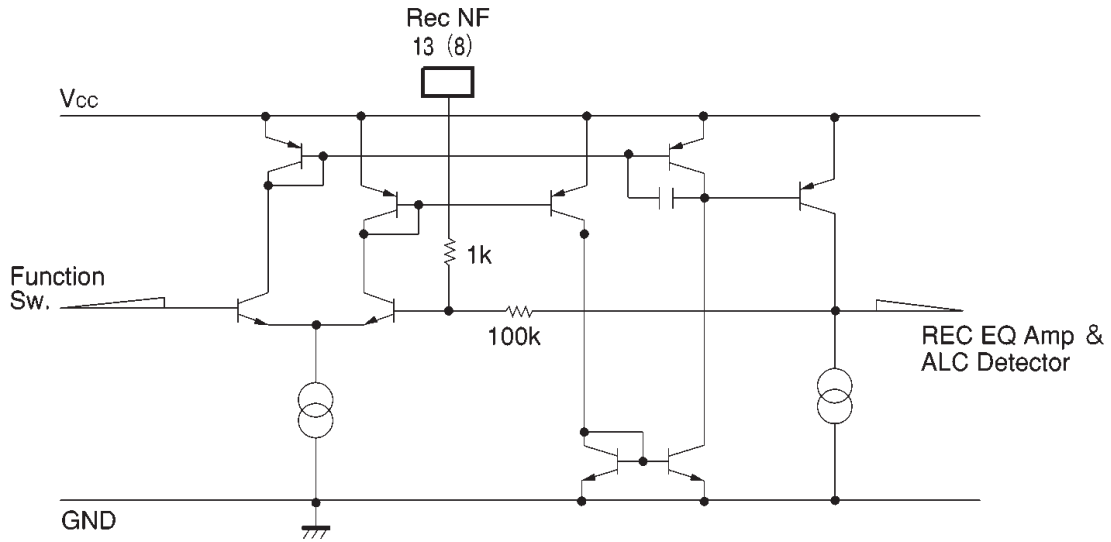 Rec NF
13 (8)
Vcc
1k
Function
Sw.
100k
REC EQ Amp &
ALC Detector
GND